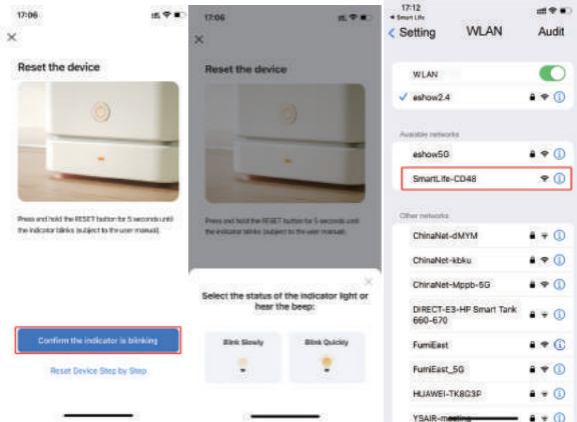 17:06
Reset the device
Press and hold the RESET button for 5 seconds until
the indicator blinks (subject to the user manual).
Confirm the indicator is blinking
Reset Device Step by Step
17:06
Reset the device
Press and hold the RESET button for 5 seconds until
the indicator blinks (subject to the user manual).
Select the status of the indicator light or
hear the beep:
Blink Slowly
Blink Quickly
17:12
Smart Life
Setting
WLAN
Audit
WLAN
eshow2.4
Available networks
eshow5G
SmartLife-CD48
Other networks
ChinaNet-dMYM
ChinaNet-kbku
ChinaNet-Mppb-5G
DIRECT-E3-HP Smart Tank
660-670
FumiEast
FumiEast_5G
HUAWEI-TK8G3P
YSAIR-meeting